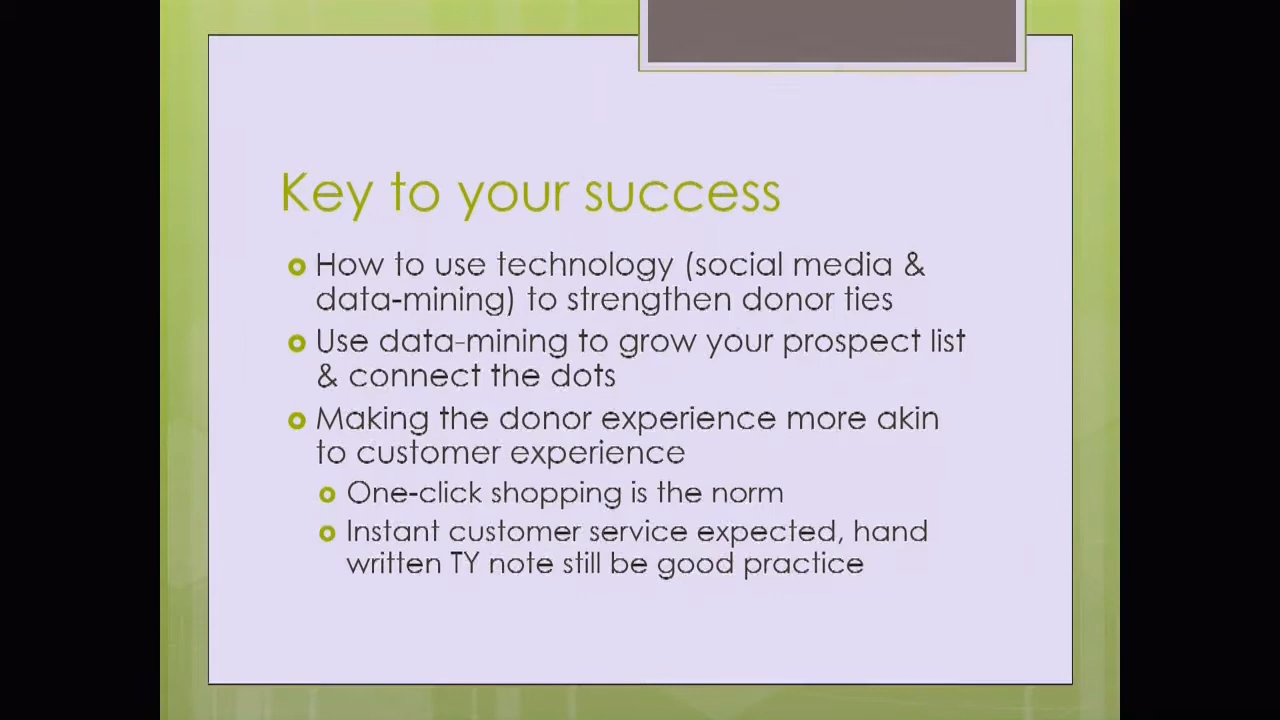 Key to your success
How to use technology (social media &
data-mining) to strengthen donor ties
Use data-mining to grow your prospect list
& connect the dots
Making the donor experience more akin
to customer experience
One-click shopping is the norm
Instant customer service expected, hand
written TY note still be good practice